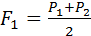 F₁ = (P₁+P₂)/2